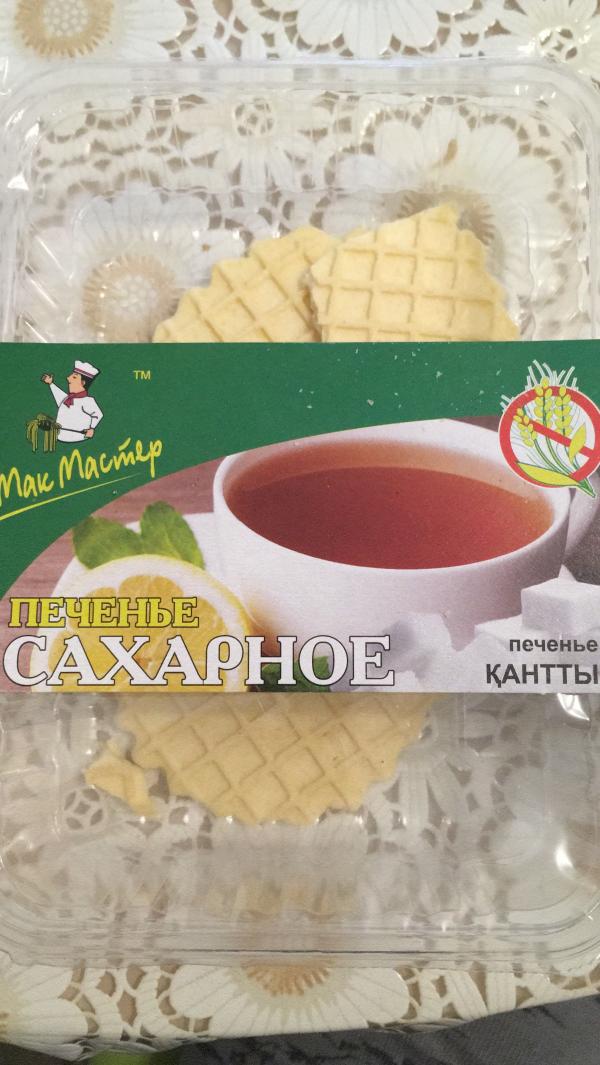 TM
Мак Мастер
ПЕЧЕНЬЕ
САХАРНОЕ
печенье
ҚАНТТЫ